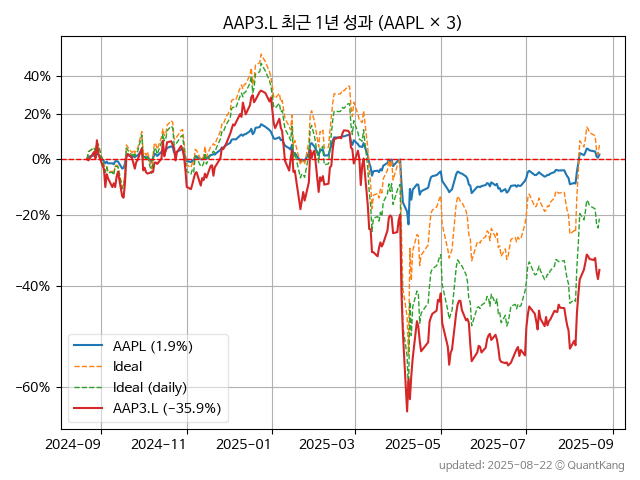 AAP3.L 최근 1년 성과 (AAPL × 3)
40%
20%
0%
−20%
−40%
−60%
AAPL (1.9%)
Ideal
Ideal (daily)
AAP3.L (−35.9%)
2024-09 2024-11 2025-01 2025-03 2025-05 2025-07 2025-09
updated: 2025-08-22 © QuantKang